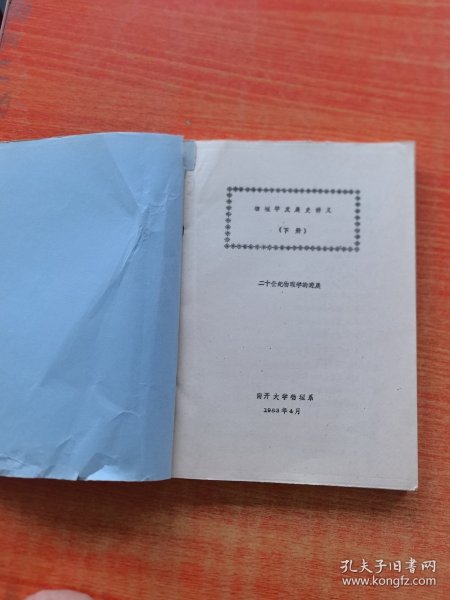 物理学发展史讲义
（下册）
二十世纪物理学的进展
南开大学物理系
1983年4月
孔夫子旧书网
www.kongfz.com